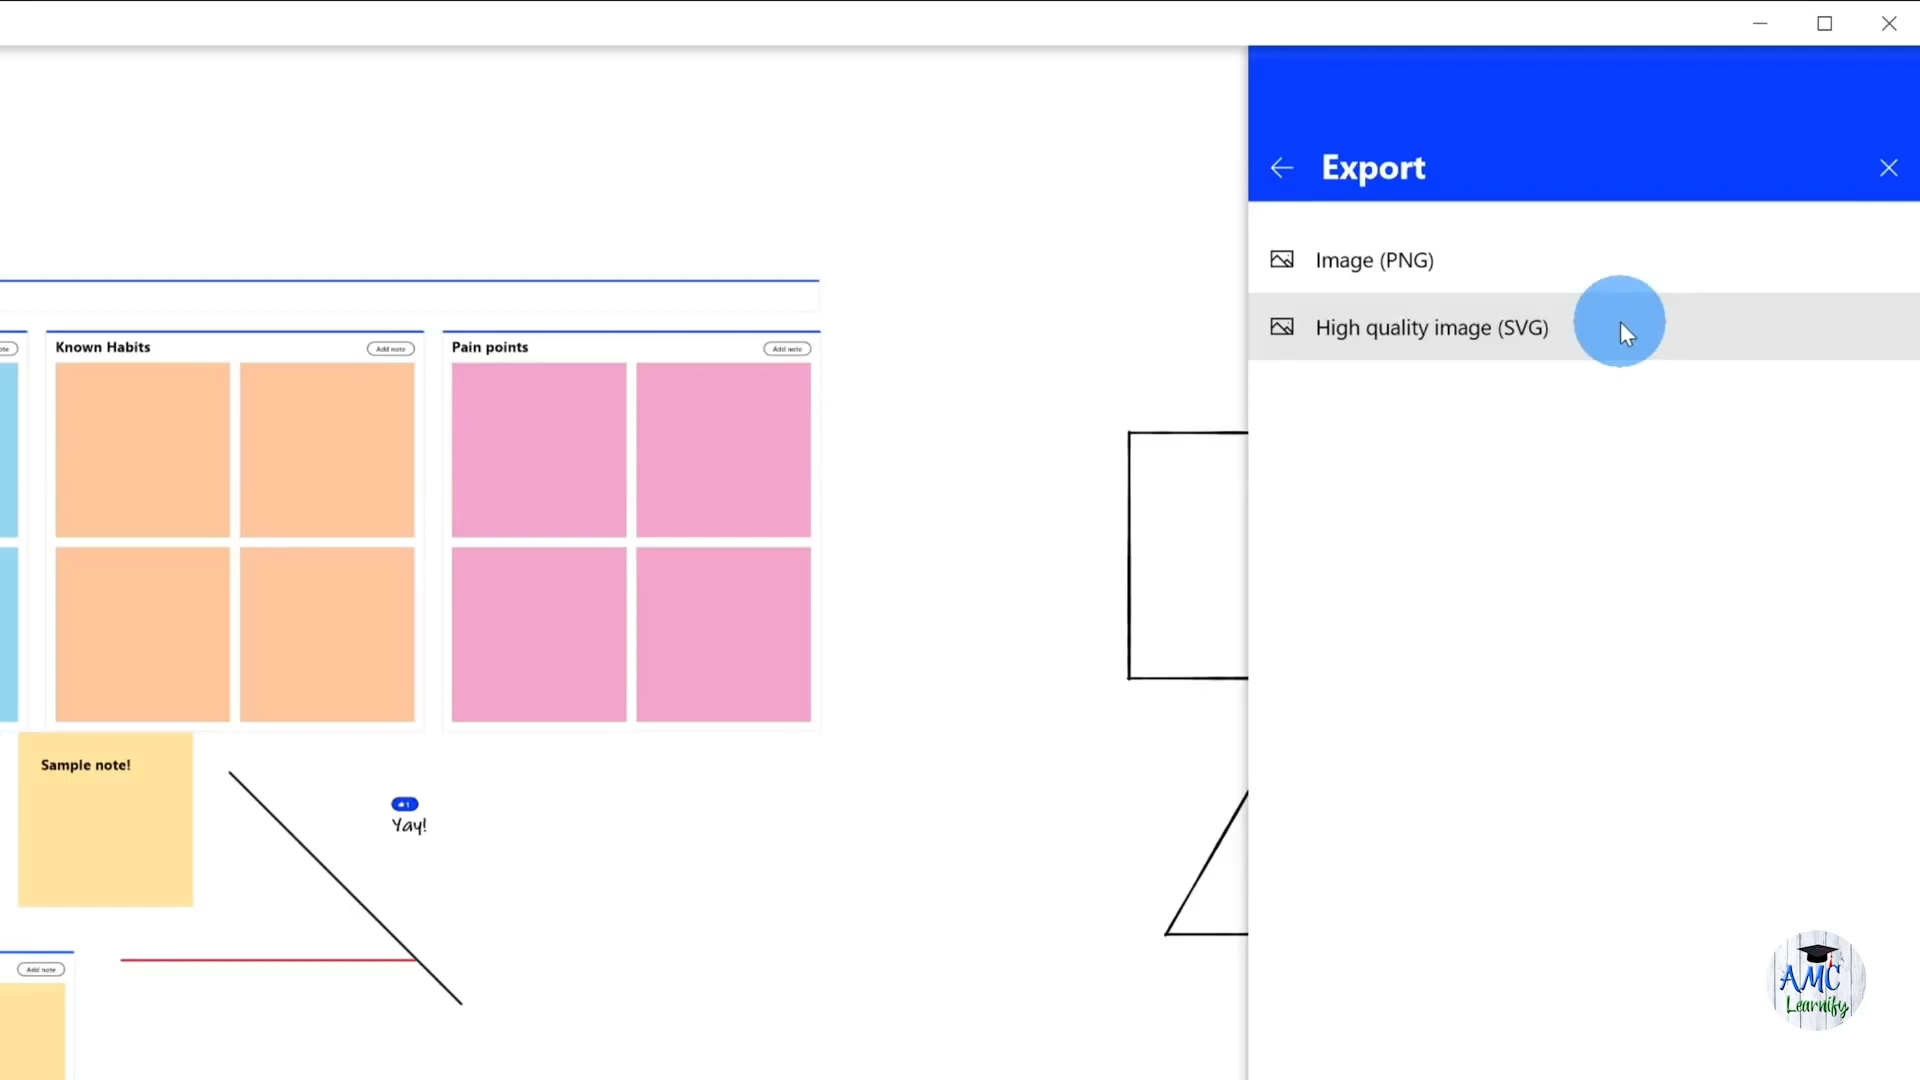 Export
Image (PNG)
High quality image (SVG)
Known Habits
Add note
Pain points
Add note
Sample note!
1
Yay!
Add note
AMC
Learnify